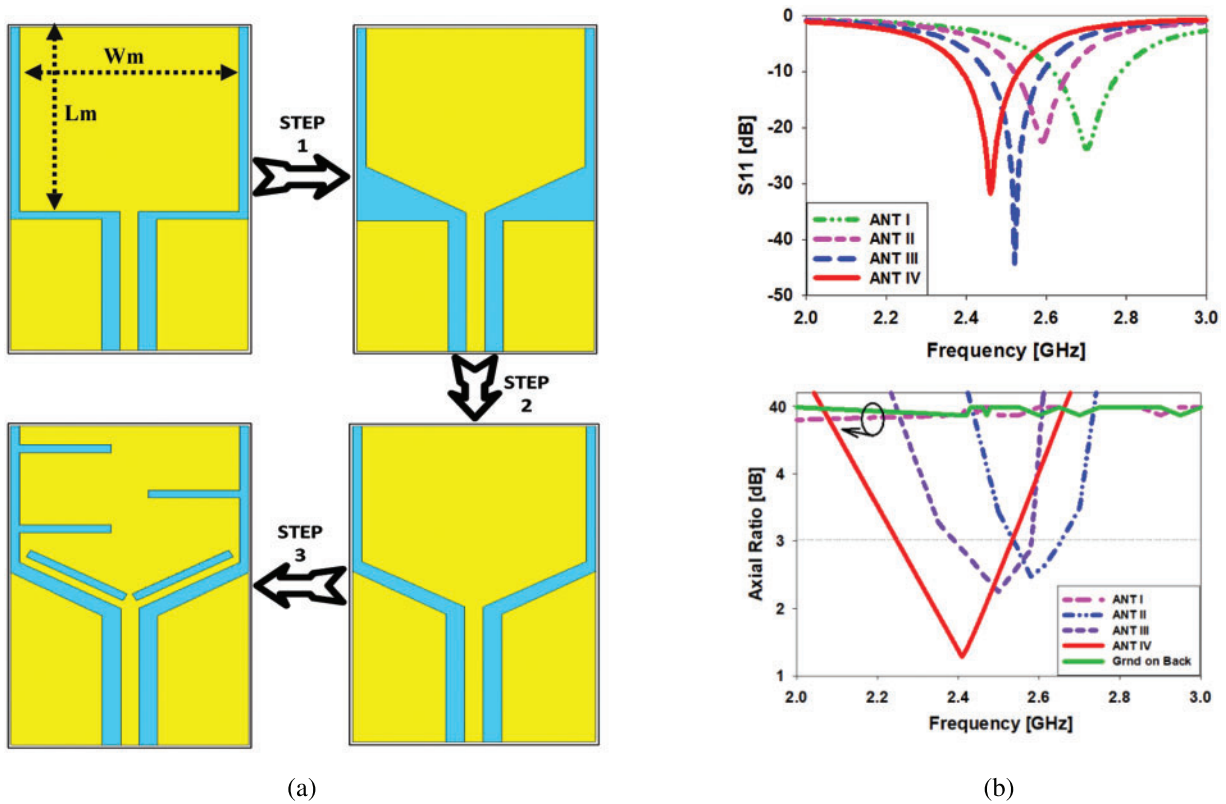 Wm
Lm
STEP
1
STEP
2
STEP
3
(a)
0
-10
-20
-30
-40
-50
S11 [dB]
ANT I
ANT II
ANT III
ANT IV
2.0
2.2
2.4
2.6
2.8
3.0
Frequency [GHz]
40
4
3
2
1
Axial Ratio [dB]
ANT I
ANT II
ANT III
ANT IV
Grnd on Back
2.0
2.2
2.4
2.6
2.8
3.0
Frequency [GHz]
(b)